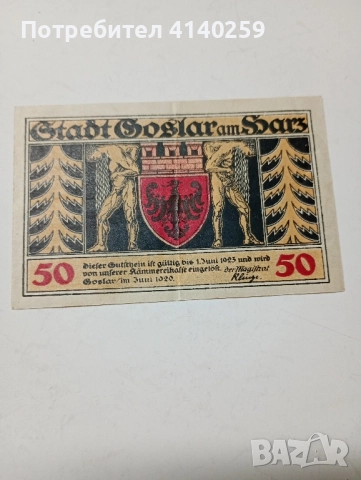 Потребител 4140259
Stadt Goslar am Harz
50
50
Dieser Gutschein ist gültig bis 1. Juni 1923 und wird
von unserer Kämmereikasse eingelöst. Der Magistrat
Goslar, im Juni 1920.
BAZAR